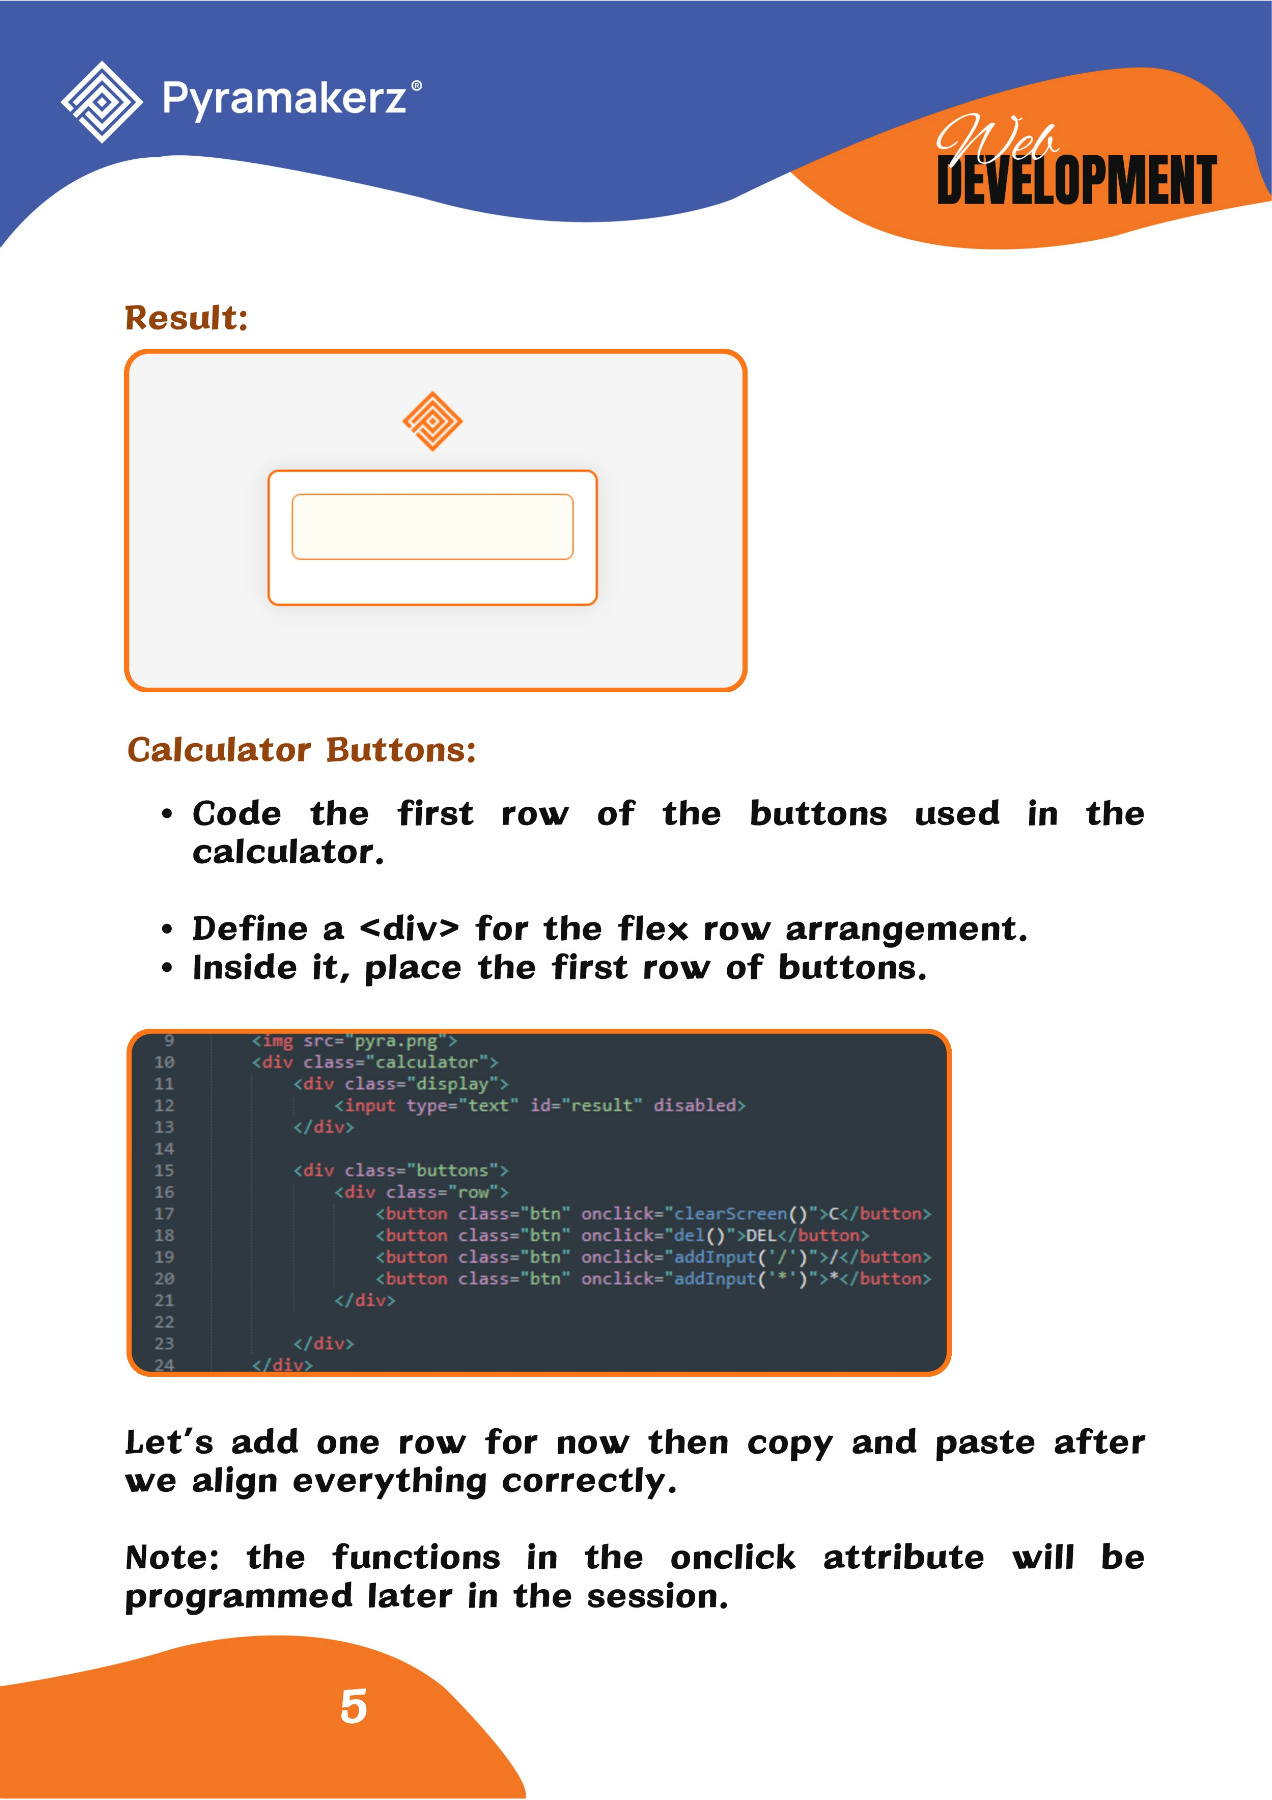 Pyramakerz®
Web
DEVELOPMENT
Result:
Calculator Buttons:
• Code the first row of the buttons used in the
calculator.
• Define a <div> for the flex row arrangement.
• Inside it, place the first row of buttons.
9 <img src="pyra.png">
10 <div class="calculator">
11 <div class="display">
12 <input type="text" id="result" disabled>
13 </div>
14
15 <div class="buttons">
16 <div class="row">
17 <button class="btn" onclick="clearScreen()">C</button>
18 <button class="btn" onclick="del()">DEL</button>
19 <button class="btn" onclick="addInput('/')">/</button>
20 <button class="btn" onclick="addInput('*')">*</button>
21 </div>
22
23 </div>
24 </div>
Let's add one row for now then copy and paste after
we align everything correctly.
Note: the functions in the onclick attribute will be
programmed later in the session.
5